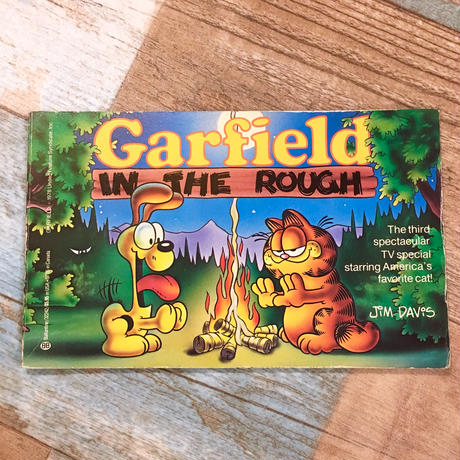 Garfield
IN THE ROUGH
The third
spectacular
TV special
starring America's
favorite cat!
JIM DAVIS